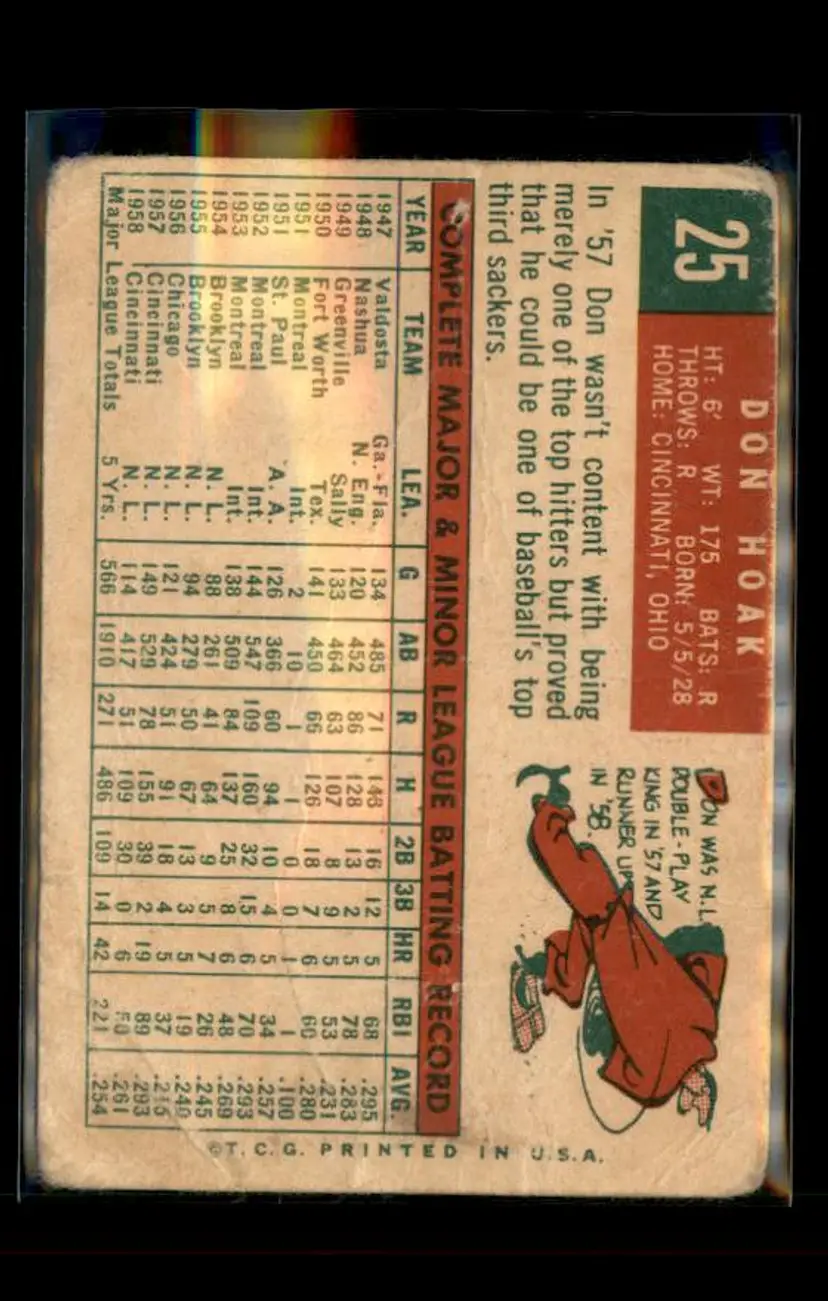 25
DON HOAK
HT: 6' WT: 175 BATS: R
THROWS: R BORN: 5/5/28
HOME: CINCINNATI, OHIO
In '57 Don wasn't content with being
merely one of the top hitters but proved
that he could be one of baseball's top
third sackers.
DON WAS N.L.
DOUBLE-PLAY
KING IN '57 AND
RUNNER UP
IN '58.
COMPLETE MAJOR & MINOR LEAGUE BATTING RECORD
YEAR TEAM LEA. G AB R H 2B 3B HR RBI AVG.
1947 Valdosta Ga.-Fla. 134 485 71 143 16 12 5 68 .295
1948 Nashua N. Eng. 120 452 86 128 13 2 5 78 .283
1949 Greenville Sally 133 464 63 107 8 9 5 53 .231
1950 Fort Worth Tex. 141 450 66 126 18 7 6 60 .280
1951 Montreal Int. 2 10 1 1 0 0 1 1 .100
1951 St. Paul A. A. 126 366 60 94 10 4 5 34 .257
1952 Montreal Int. 144 547 109 160 32 15 6 70 .293
1953 Montreal Int. 138 509 84 137 25 8 6 48 .269
1954 Brooklyn N. L. 88 261 41 64 9 5 7 26 .245
1955 Brooklyn N. L. 94 279 50 67 13 3 5 19 .240
1956 Chicago N. L. 121 424 51 91 18 4 5 37 .215
1957 Cincinnati N. L. 149 529 78 155 39 2 19 89 .293
1958 Cincinnati N. L. 114 417 51 109 30 0 6 50 .261
Major League Totals 5 Yrs. 566 1910 271 486 109 14 42 221 .254
©T.C.G. PRINTED IN U.S.A.